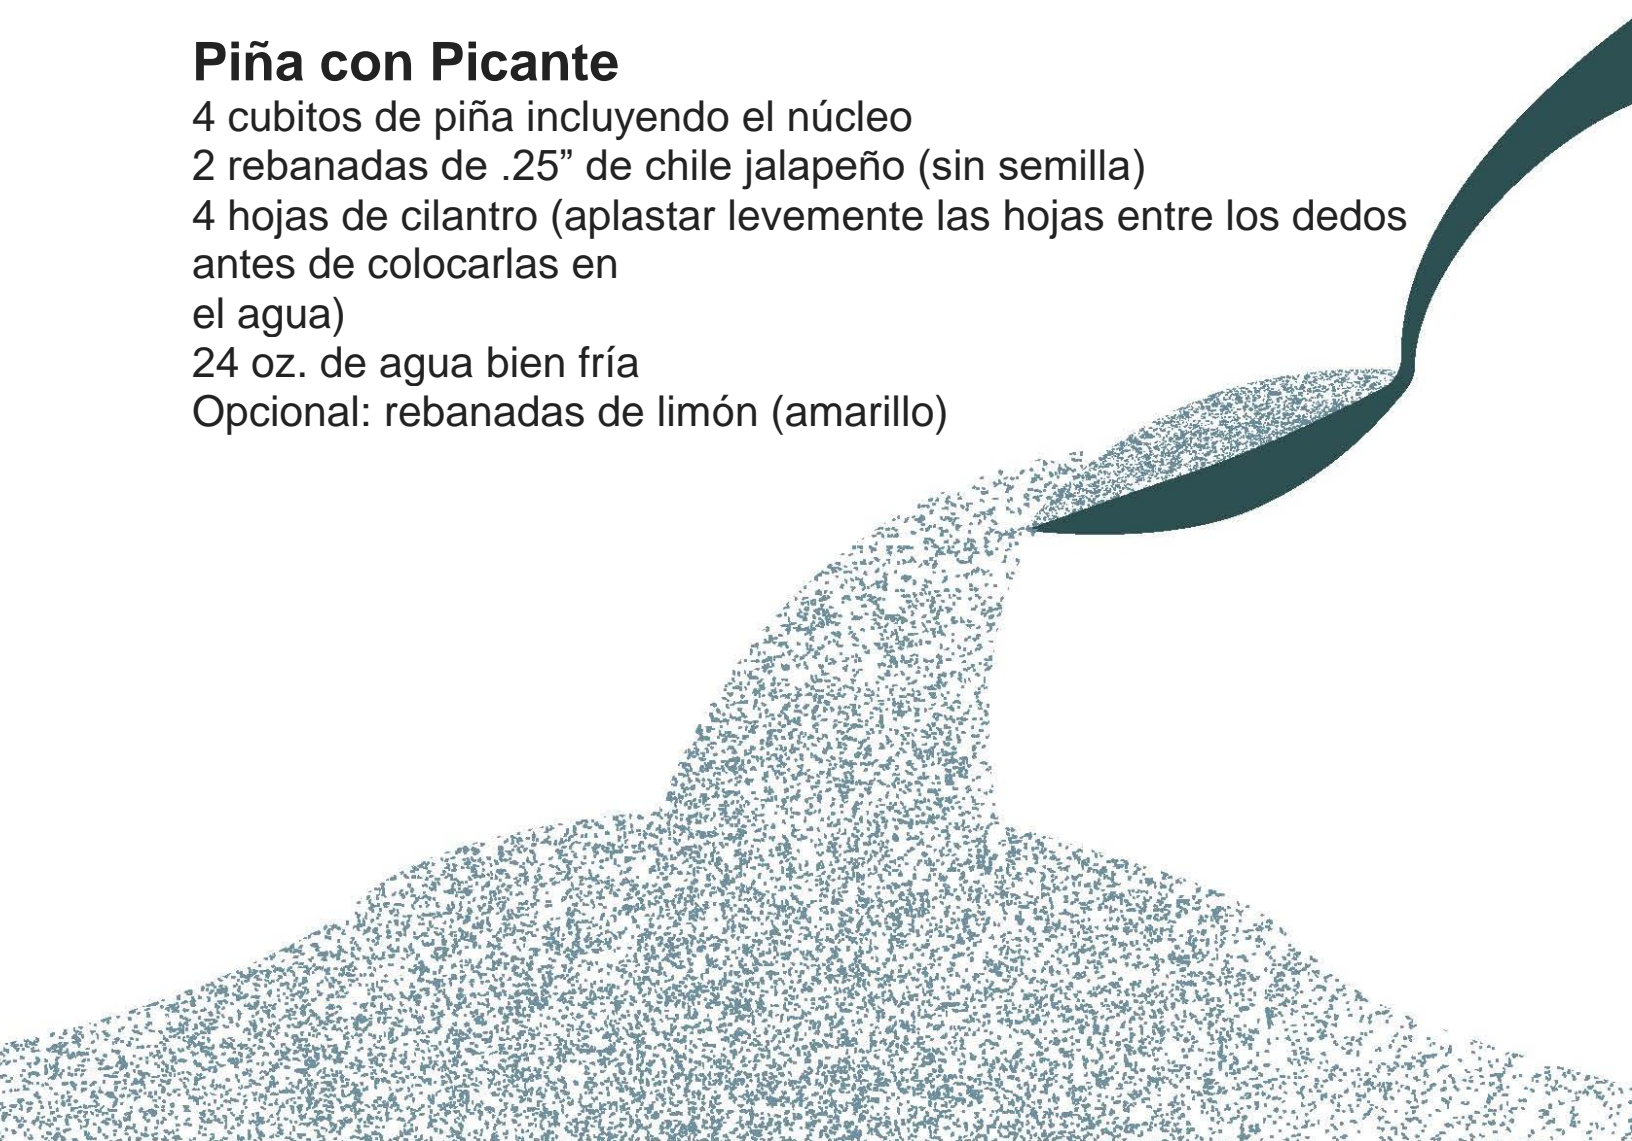 Piña con Picante
4 cubitos de piña incluyendo el núcleo
2 rebanadas de .25” de chile jalapeño (sin semilla)
4 hojas de cilantro (aplastar levemente las hojas entre los dedos
antes de colocarlas en
el agua)
24 oz. de agua bien fría
Opcional: rebanadas de limón (amarillo)